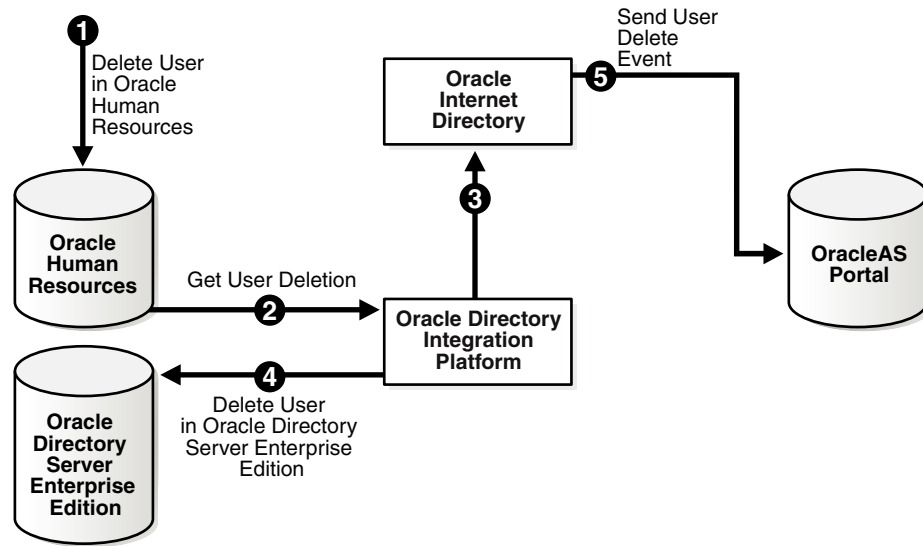 1
Delete User
in Oracle
Human
Resources
Oracle
Human
Resources
Get User Deletion
2
Oracle Directory
Integration
Platform
3
Oracle
Internet
Directory
4
Delete User
in Oracle Directory
Server Enterprise
Edition
Oracle
Directory
Server
Enterprise
Edition
Send User
Delete
Event
5
OracleAS
Portal